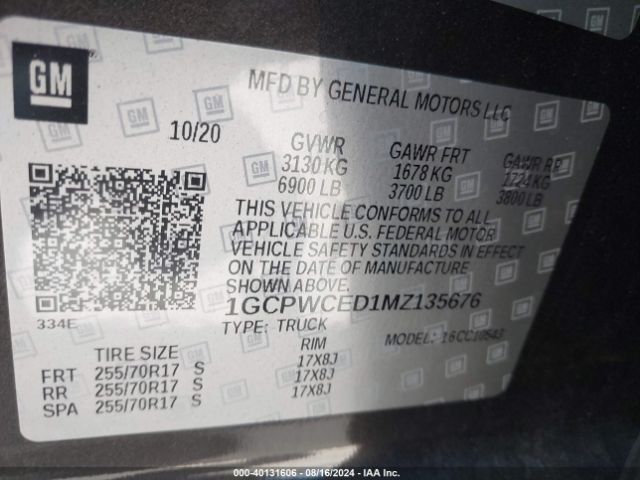 GM
MFD BY GENERAL MOTORS LLC
10/20
GVWR GAWR FRT GAWR RR
3130 KG 1678 KG 1724 KG
6900 LB 3700 LB 3800 LB
THIS VEHICLE CONFORMS TO ALL
APPLICABLE U.S. FEDERAL MOTOR
VEHICLE SAFETY STANDARDS IN EFFECT
ON THE DATE OF MANUFACTURE
SHOWN ABOVE.
1GCPWCED1MZ135676
334E
TYPE: TRUCK MODEL: 16CC10543
TIRE SIZE RIM
FRT 255/70R17 S 17X8J
RR 255/70R17 S 17X8J
SPA 255/70R17 S 17X8J
000-40131606 - 08/16/2024 - IAA Inc.